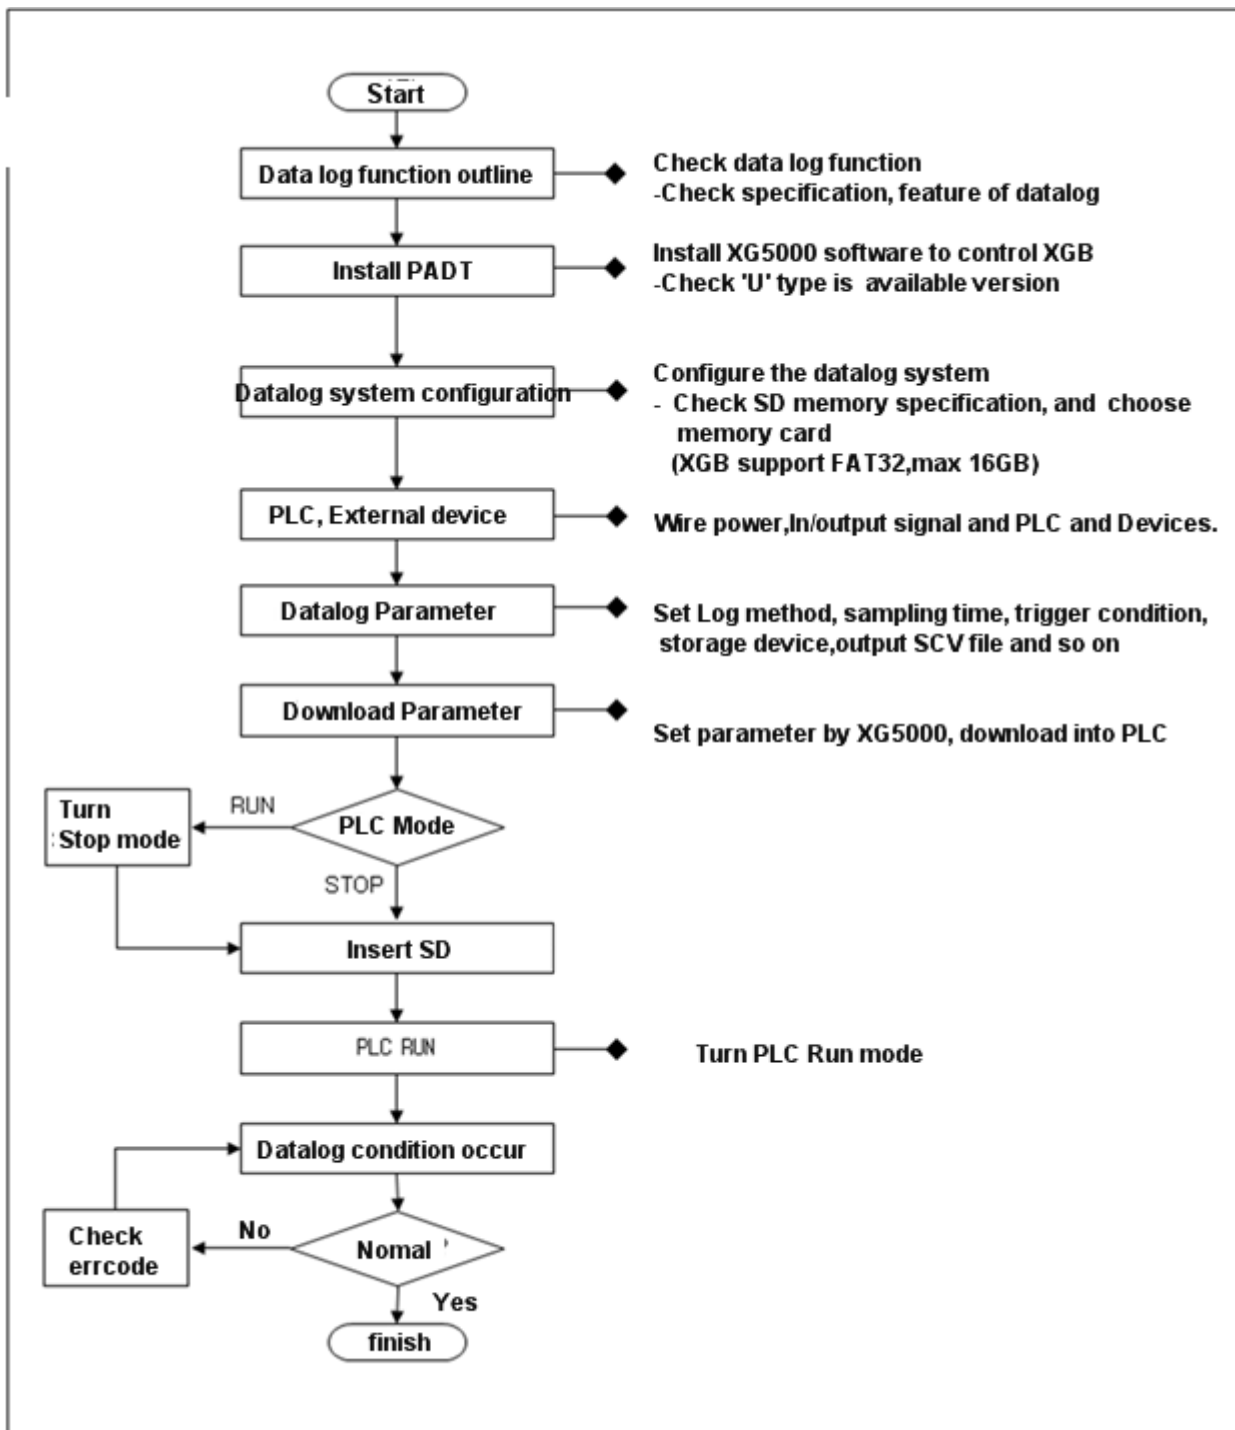 Start
Data log function outline
Check data log function
-Check specification, feature of datalog
Install PADT
Install XG5000 software to control XGB
-Check 'U' type is available version
Datalog system configuration
Configure the datalog system
- Check SD memory specification, and choose
memory card
(XGB support FAT32,max 16GB)
PLC, External device
Wire power,In/output signal and PLC and Devices.
Datalog Parameter
Set Log method, sampling time, trigger condition,
storage device,output SCV file and so on
Download Parameter
Set parameter by XG5000, download into PLC
Turn
Stop mode
RUN
PLC Mode
STOP
Insert SD
PLC RUN
Turn PLC Run mode
Datalog condition occur
Check
errcode
No
Nomal
Yes
finish